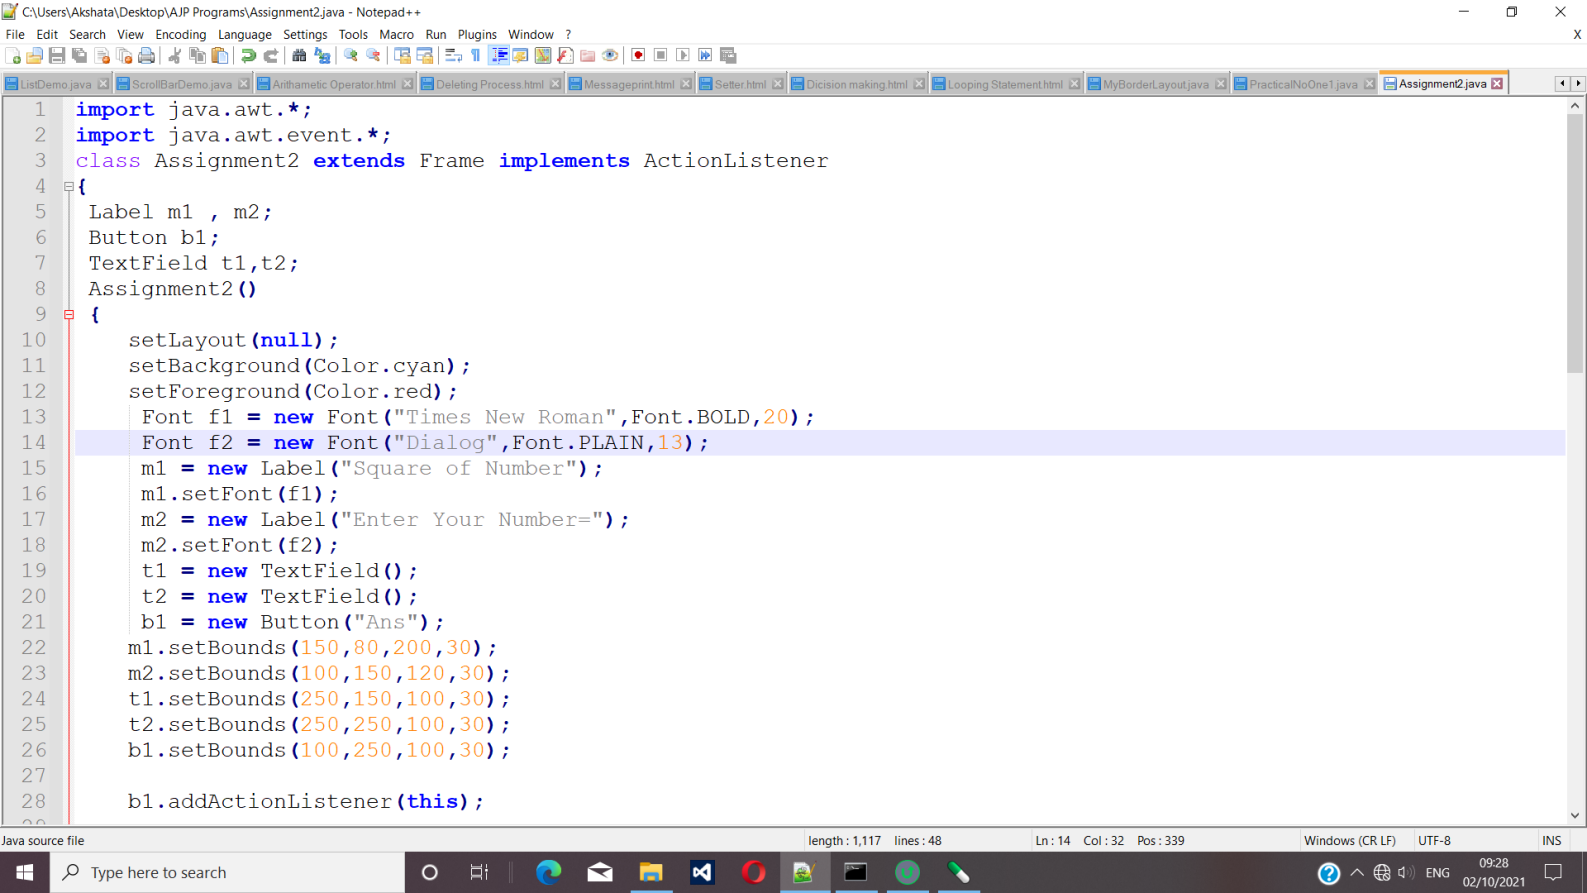 C:\Users\Akshata\Desktop\AJP Programs\Assignment2.java - Notepad++
File Edit Search View Encoding Language Settings Tools Macro Run Plugins Window ? X
ListDemo.java ScrollBarDemo.java Arithametic Operator.html Deleting Process.html Messageprint.html Setter.html Dicision making.html Looping Statement.html MyBorderLayout.java PracticalNoOne1.java Assignment2.java
1 import java.awt.*;
2 import java.awt.event.*;
3 class Assignment2 extends Frame implements ActionListener
4 {
5 Label m1 , m2;
6 Button b1;
7 TextField t1,t2;
8 Assignment2()
9 {
10 setLayout(null);
11 setBackground(Color.cyan);
12 setForeground(Color.red);
13 Font f1 = new Font("Times New Roman",Font.BOLD,20);
14 Font f2 = new Font("Dialog",Font.PLAIN,13);
15 m1 = new Label("Square of Number");
16 m1.setFont(f1);
17 m2 = new Label("Enter Your Number=");
18 m2.setFont(f2);
19 t1 = new TextField();
20 t2 = new TextField();
21 b1 = new Button("Ans");
22 m1.setBounds(150,80,200,30);
23 m2.setBounds(100,150,120,30);
24 t1.setBounds(250,150,100,30);
25 t2.setBounds(250,250,100,30);
26 b1.setBounds(100,250,100,30);
27
28 b1.addActionListener(this);
Java source file length : 1,117 lines : 48 Ln : 14 Col : 32 Pos : 339 Windows (CR LF) UTF-8 INS
Type here to search ENG 09:28
02/10/2021